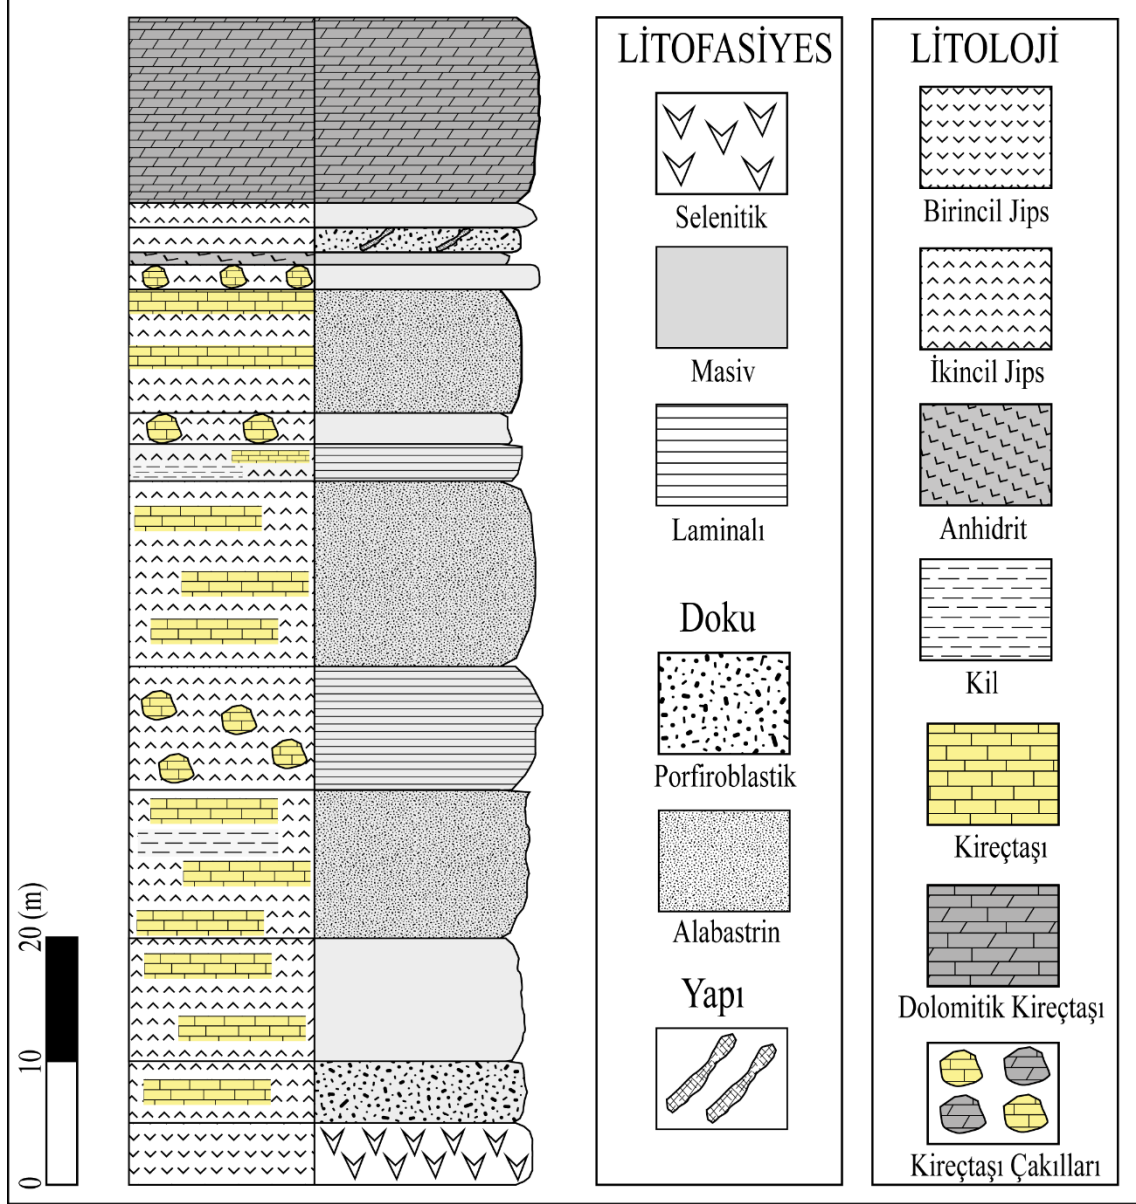 LİTOFASİYES
Selenitik
Masiv
Laminalı
Doku
Porfiroblastik
Alabastrin
Yapı
LİTOLOJİ
Birincil Jips
İkincil Jips
Anhidrit
Kil
Kireçtaşı
Dolomitik Kireçtaşı
Kireçtaşı Çakılları
20 (m)
10
0